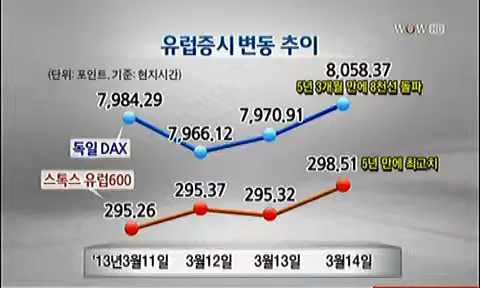 WOW HD
유럽증시 변동 추이
(단위: 포인트, 기준: 현지시간)
8,058.37
5년 3개월 만에 8천선 돌파
7,984.29
7,966.12
7,970.91
독일 DAX
298.51
5년 만에 최고치
스톡스 유럽600
295.26
295.37
295.32
'13년3월11일
3월12일
3월13일
3월14일